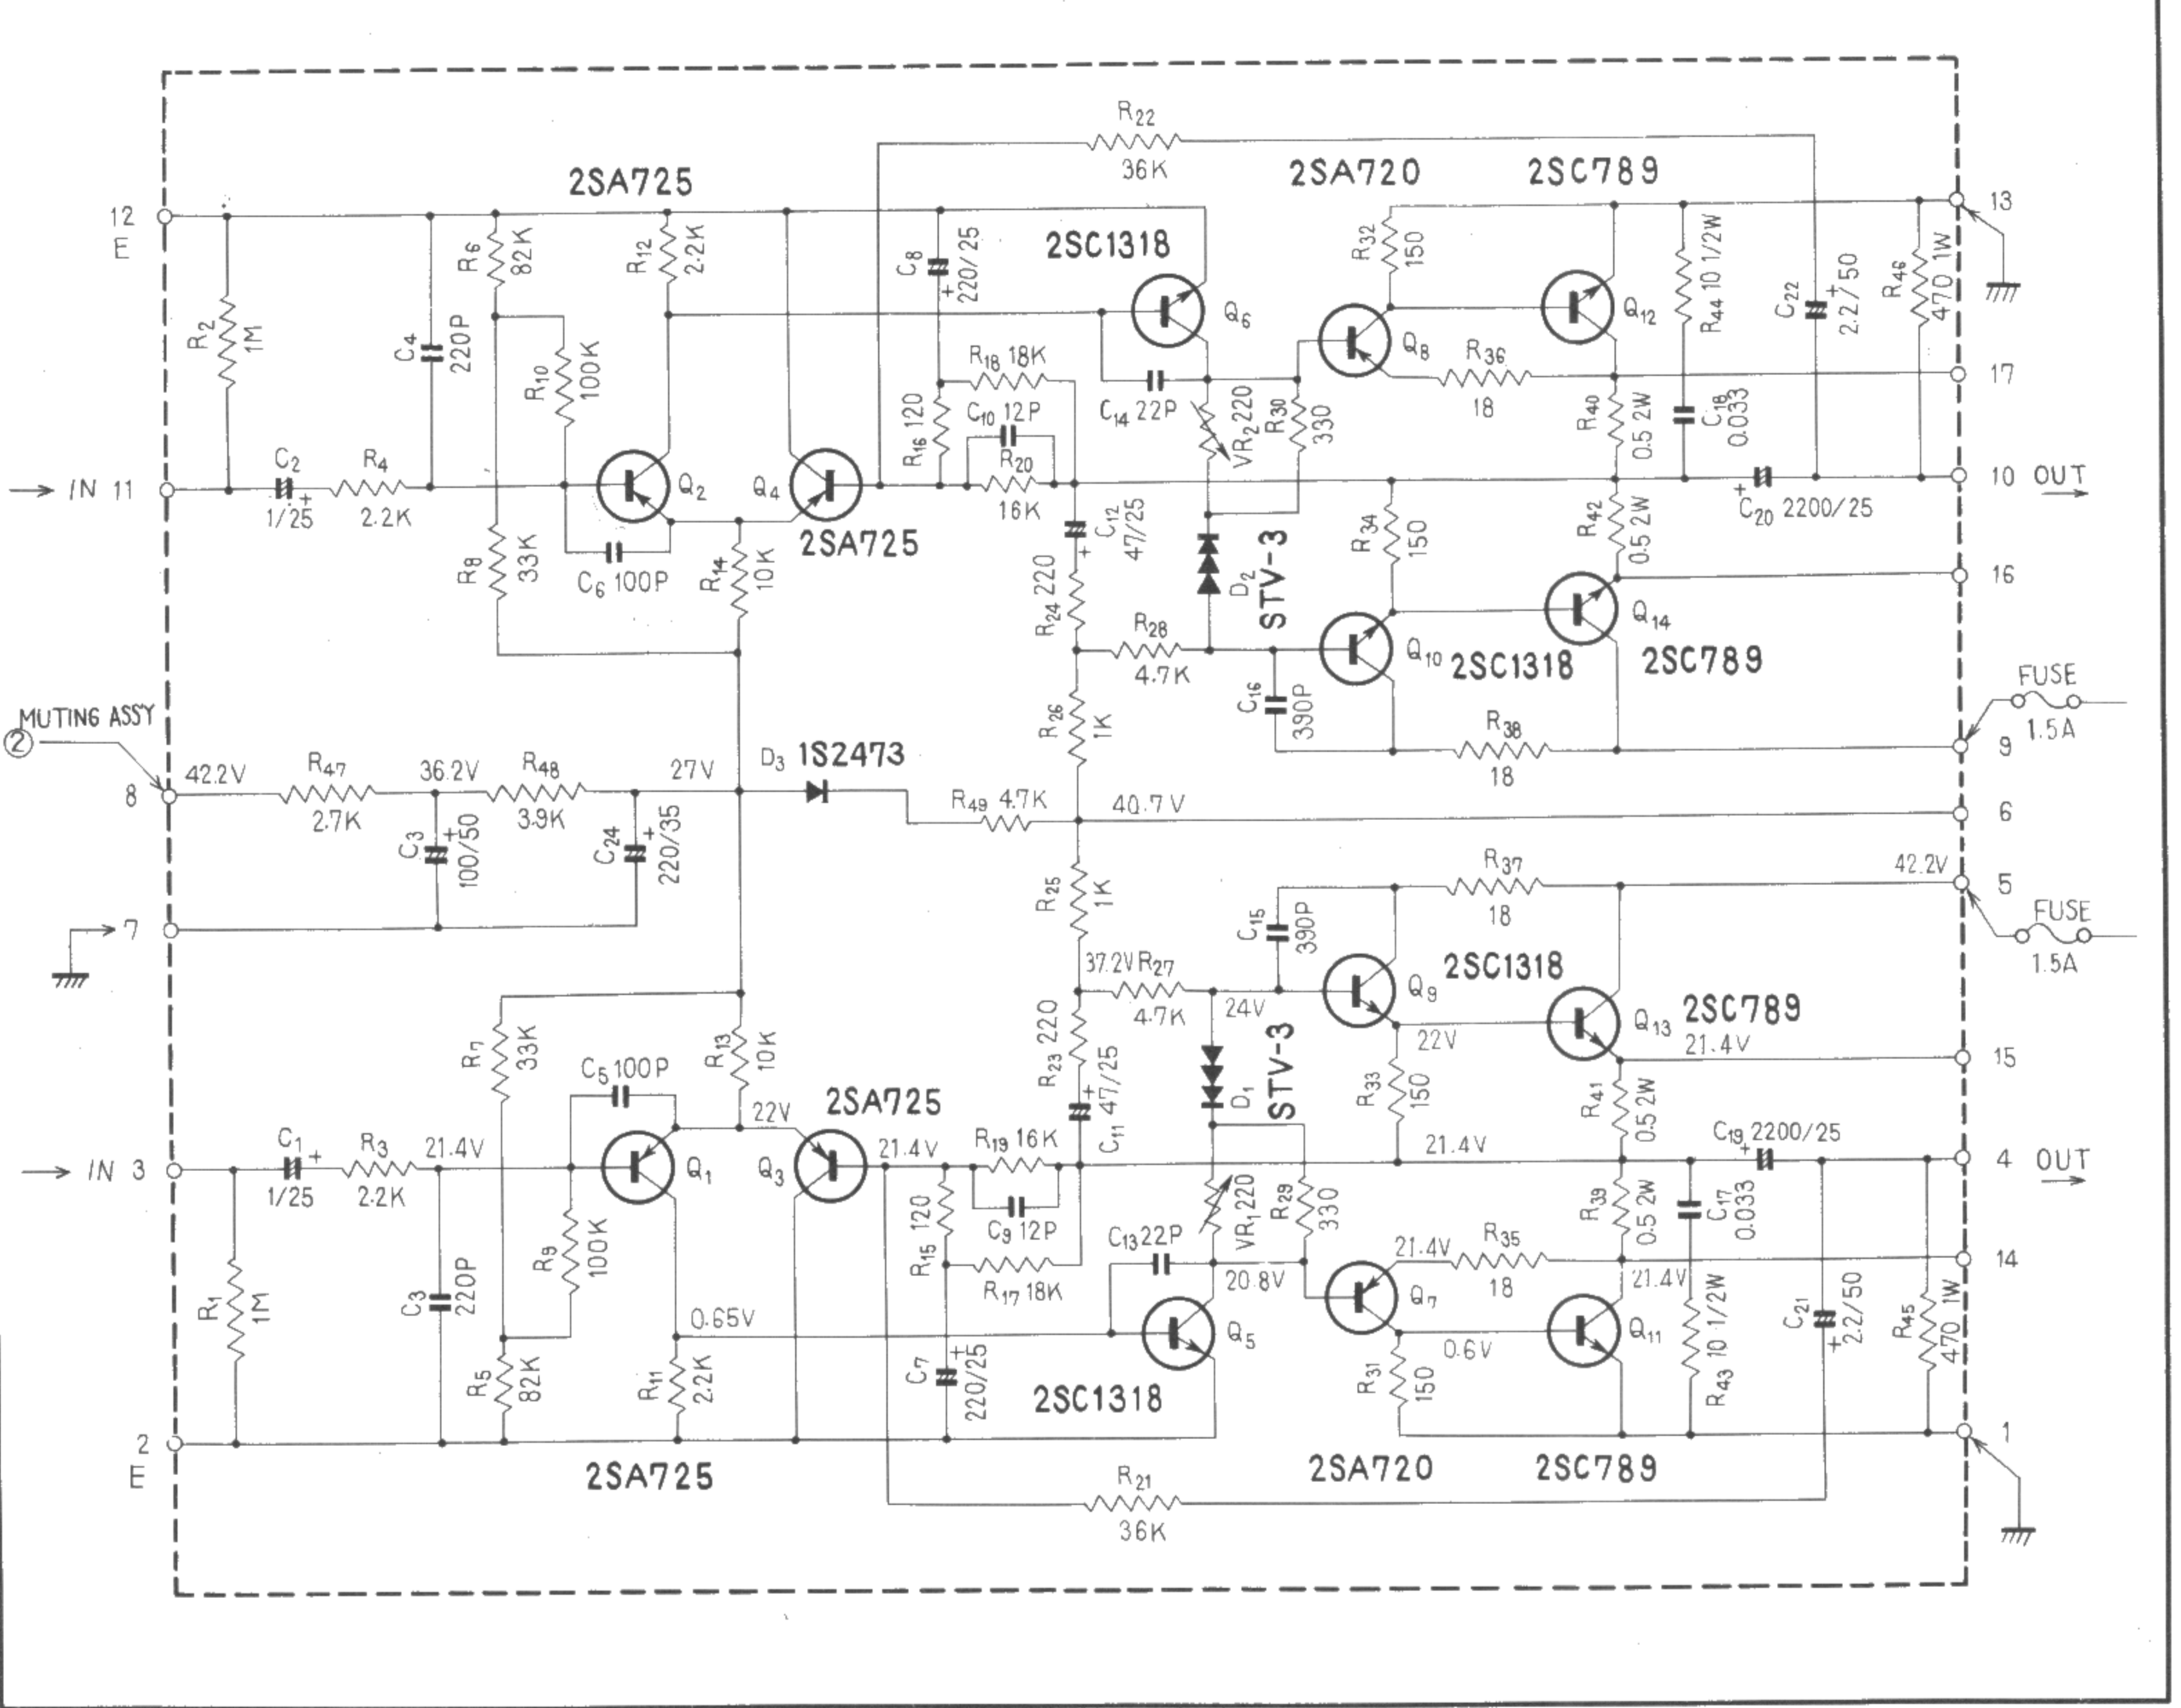 R22
36K
2SA725
2SA720
2SC789
12
E
13
R6
82K
R12
2.2K
C8
220/25
+
2SC1318
R32
150
R44 10 1/2W
C22
2.2/50
+
R46
470 1W
R2
1M
C4
220P
R10
100K
Q6
Q8
Q12
R18 18K
R36
18
17
C10 12P
C14 22P
R16 120
VR2 220
R30
330
R40
0.5 2W
C18
0.033
C2
+
1/25
R4
2.2K
Q2
Q4
R20
16K
IN 11
10 OUT
+
C20 2200/25
C12
47/25
+
R34
150
R42
0.5 2W
2SA725
R8
33K
C6 100P
R14
10K
D2
STV-3
16
R24 220
R28
4.7K
Q10
Q14
2SC1318
2SC789
C16
390P
FUSE
1.5A
MUTING ASSY
2
R26
1K
R38
18
9
8
42.2V
R47
2.7K
36.2V
R48
3.9K
27V
D3 1S2473
R49 4.7K
40.7V
6
C3
100/50
+
C24
220/35
+
R25
1K
R37
18
42.2V
5
7
C15
390P
FUSE
1.5A
37.2V R27
4.7K
24V
2SC1318
Q9
2SC789
Q13
21.4V
R7
33K
R13
10K
R23 220
22V
15
C5 100P
C11 47/25
+
D1
STV-3
R33
150
R41
0.5 2W
22V
2SA725
IN 3
C1
+
1/25
R3
2.2K
21.4V
Q1
Q3
21.4V
R19 16K
21.4V
C19 2200/25
+
4 OUT
R9
100K
R15
120
C9 12P
R17 18K
C13 22P
VR1 220
R29
330
R39
0.5 2W
C17
0.033
20.8V
21.4V
R35
18
21.4V
14
R1
1M
C3
220P
0.65V
Q5
Q7
Q11
0.6V
R43 10 1/2W
C21
2.2/50
+
R45
470 1W
R5
82K
R11
2.2K
C7
220/25
+
2SC1318
R31
150
2
E
1
2SA725
2SA720
2SC789
R21
36K